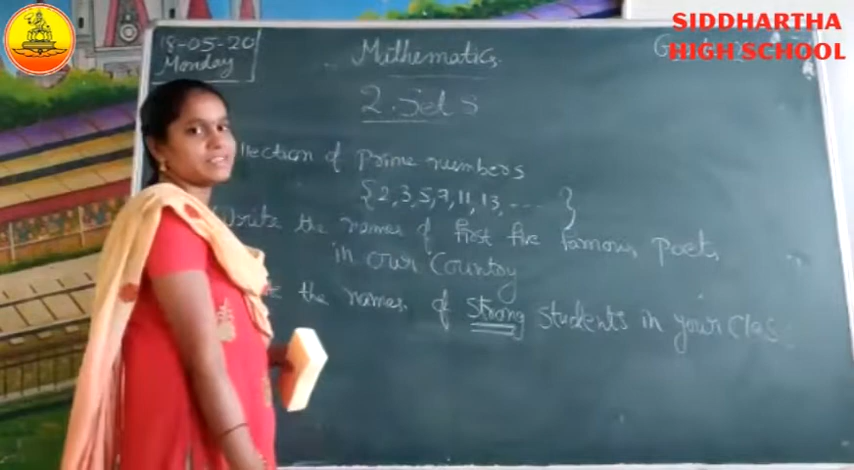 SIDDHARTHA
HIGH SCHOOL
18-05-20
Monday
Mathematics
2. Sets
llection of prime numbers
{2,3,5,7,11,13, ---- }
Write the names of first five famous poets
in our Country
the names of strong students in your Class